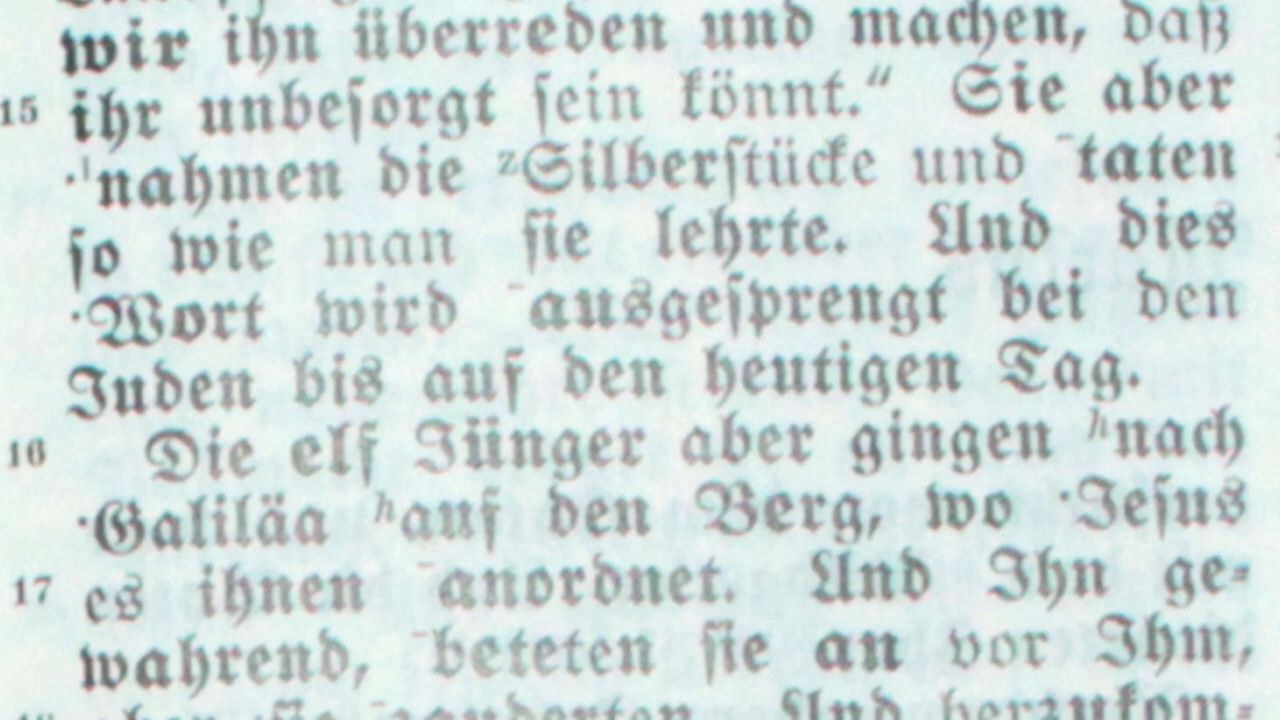 wir ihn überreden und machen, daß
15 ihr unbesorgt sein könnt.“ Sie aber
·ꞌnahmen die zSilberstücke und ‾taten
so wie man sie lehrte. Und dies
·Wort wird ‾ausgesprengt bei den
Juden bis auf den heutigen Tag.
16 Die elf Jünger aber gingen hnach
·Galiläa hauf den Berg, wo ·Jesus
17 es ihnen ‾anordnet. Und Ihn ge=
wahrend, ‾beteten sie an vor Ihm,
Und herzukom=